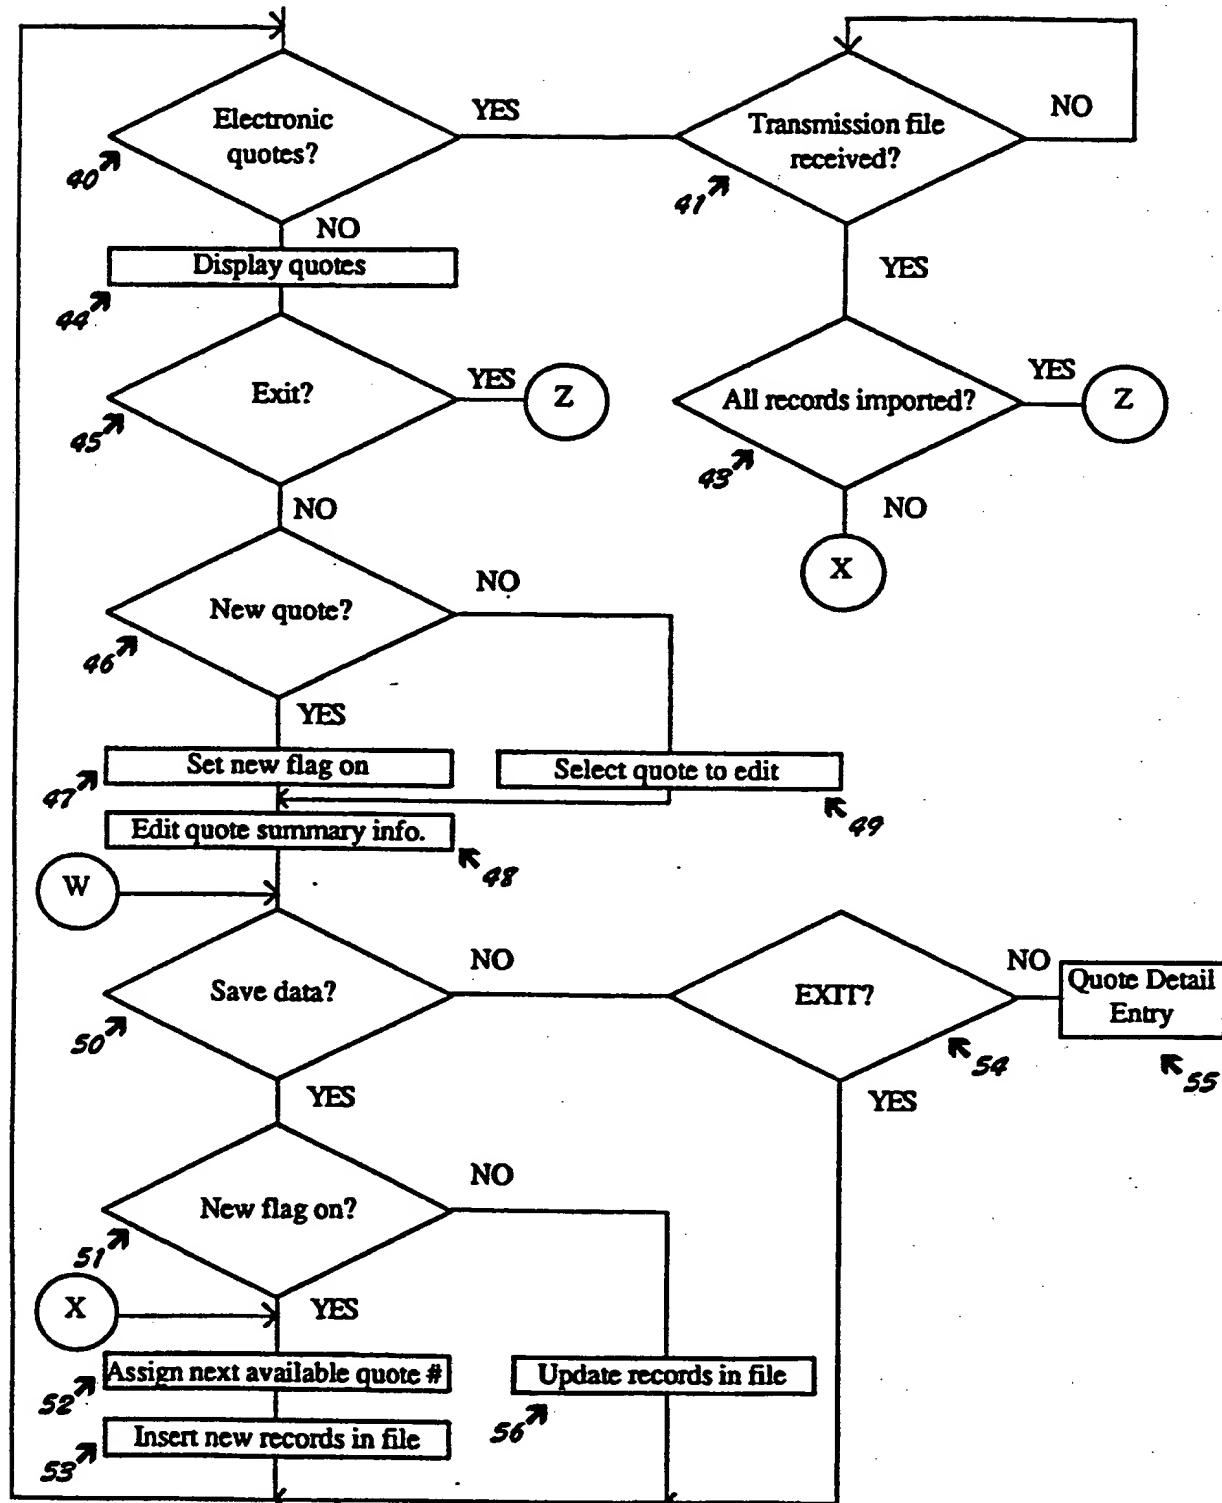 Electronic
quotes?
YES
40
NO
Transmission file
received?
NO
41
YES
Display quotes
44
Exit?
YES
Z
45
NO
All records imported?
YES
Z
43
NO
X
New quote?
NO
46
YES
Set new flag on
47
Select quote to edit
49
Edit quote summary info.
48
W
Save data?
NO
50
YES
EXIT?
NO
54
YES
Quote Detail
Entry
55
New flag on?
NO
51
YES
X
Assign next available quote #
52
Update records in file
56
Insert new records in file
53